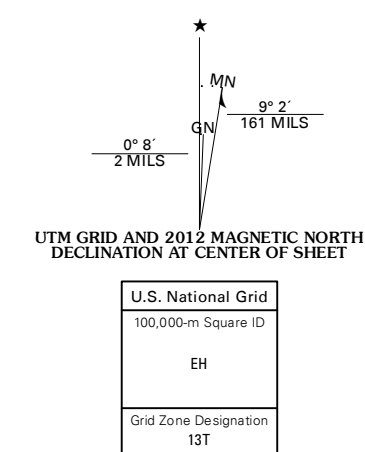 ★
MN
GN
9° 2´
161 MILS
0° 8´
2 MILS
UTM GRID AND 2012 MAGNETIC NORTH
DECLINATION AT CENTER OF SHEET
U.S. National Grid
100,000-m Square ID
EH
Grid Zone Designation
13T